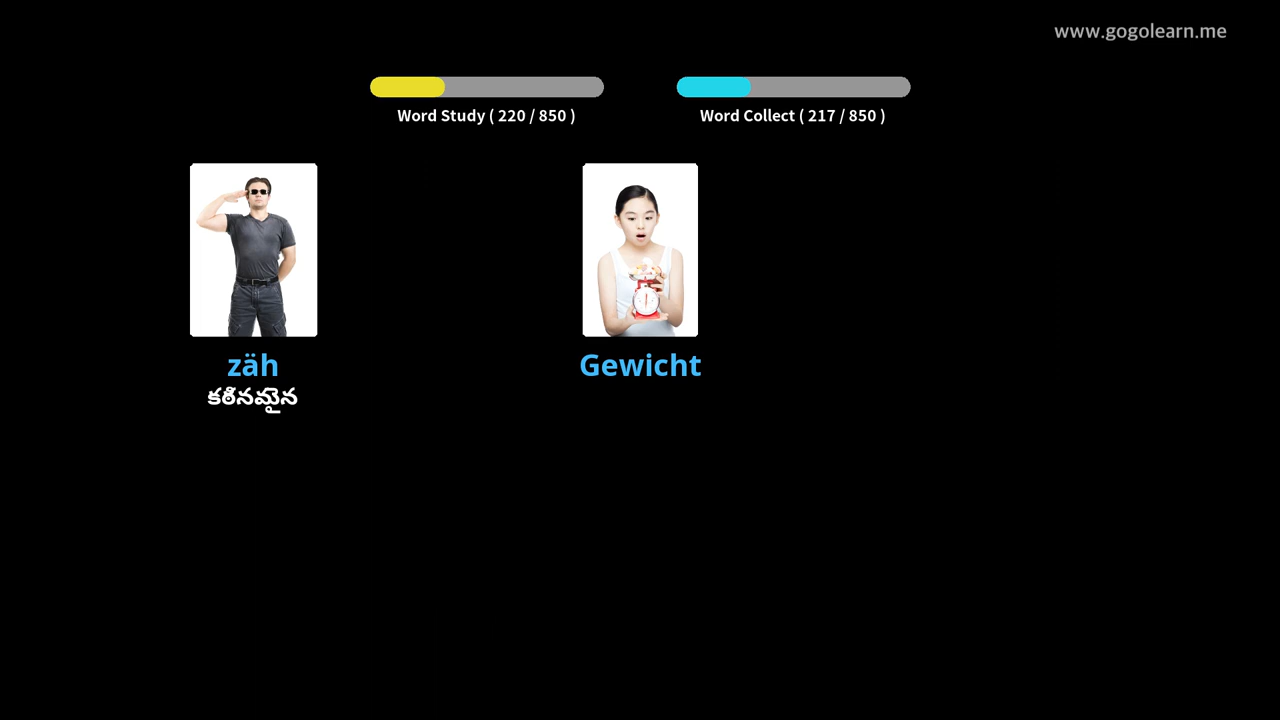 www.gogolearn.me
Word Study ( 220 / 850 )
Word Collect ( 217 / 850 )
zäh
కఠినమైన
Gewicht